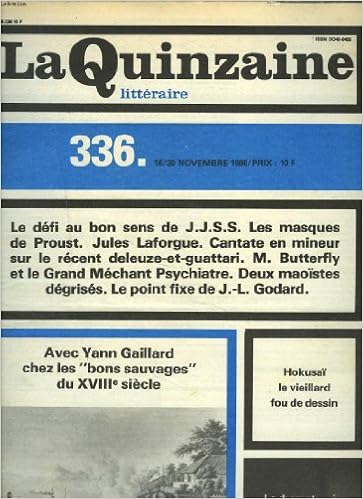 ISSN 0048-6493
La Quinzaine
littéraire
336.
16/30 NOVEMBRE 1980/PRIX : 10 F
Le défi au bon sens de J.J.S.S. Les masques
de Proust. Jules Laforgue. Cantate en mineur
sur le récent deleuze-et-guattari. M. Butterfly
et le Grand Méchant Psychiatre. Deux maoïstes
dégrisés. Le point fixe de J.-L. Godard.
Avec Yann Gaillard
chez les "bons sauvages"
du XVIIIe siècle
Hokusaï
le vieillard
fou de dessin